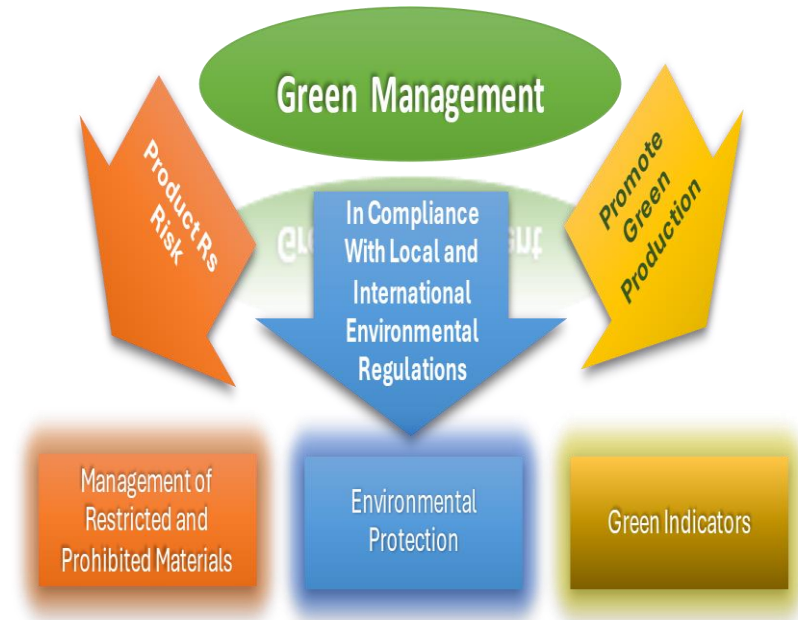 Green Management
Product Rs
Risk
In Compliance
With Local and
International
Environmental
Regulations
Promote
Green
Production
Management of
Restricted and
Prohibited Materials
Environmental
Protection
Green Indicators